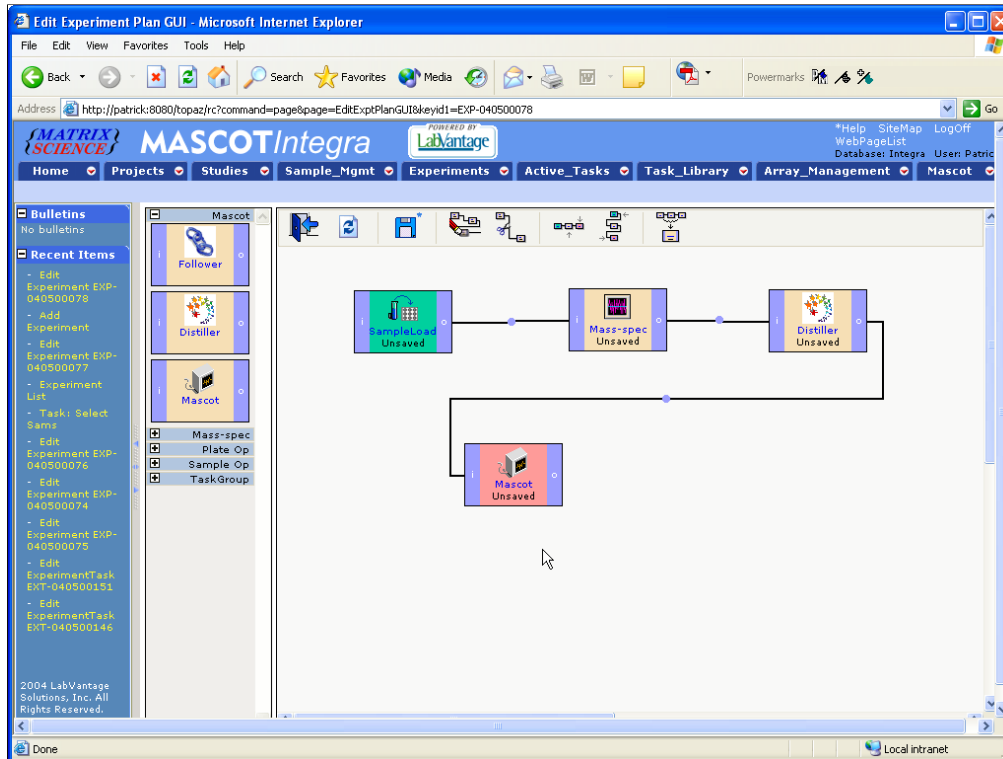 Edit Experiment Plan GUI - Microsoft Internet Explorer
File Edit View Favorites Tools Help
Back Search Favorites Media Powermarks
Address http://patrick:8080/topaz/rc?command=page&page=EditExptPlanGUI&keyid1=EXP-040500078 Go
{MATRIX}
{SCIENCE}
MASCOT Integra
POWERED BY
LabVantage
*Help SiteMap LogOff
WebPageList
Database: Integra User: Patric
Home Projects Studies Sample_Mgmt Experiments Active_Tasks Task_Library Array_Management Mascot
Bulletins
No bulletins
Recent Items
- Edit
Experiment EXP-
040500078
- Add
Experiment
- Edit
Experiment EXP-
040500077
- Experiment
List
- Task: Select
Sams
- Edit
Experiment EXP-
040500076
- Edit
Experiment EXP-
040500074
- Edit
Experiment EXP-
040500075
- Edit
ExperimentTask
EXT-040500151
- Edit
ExperimentTask
EXT-040500146
2004 LabVantage
Solutions, Inc. All
Rights Reserved.
Mascot
i o
Follower
i o
Distiller
i o
Mascot
Mass-spec
Plate Op
Sample Op
TaskGroup
i o
SampleLoad
Unsaved
i o
Mass-spec
Unsaved
i o
Distiller
Unsaved
i o
Mascot
Unsaved
Done
Local intranet